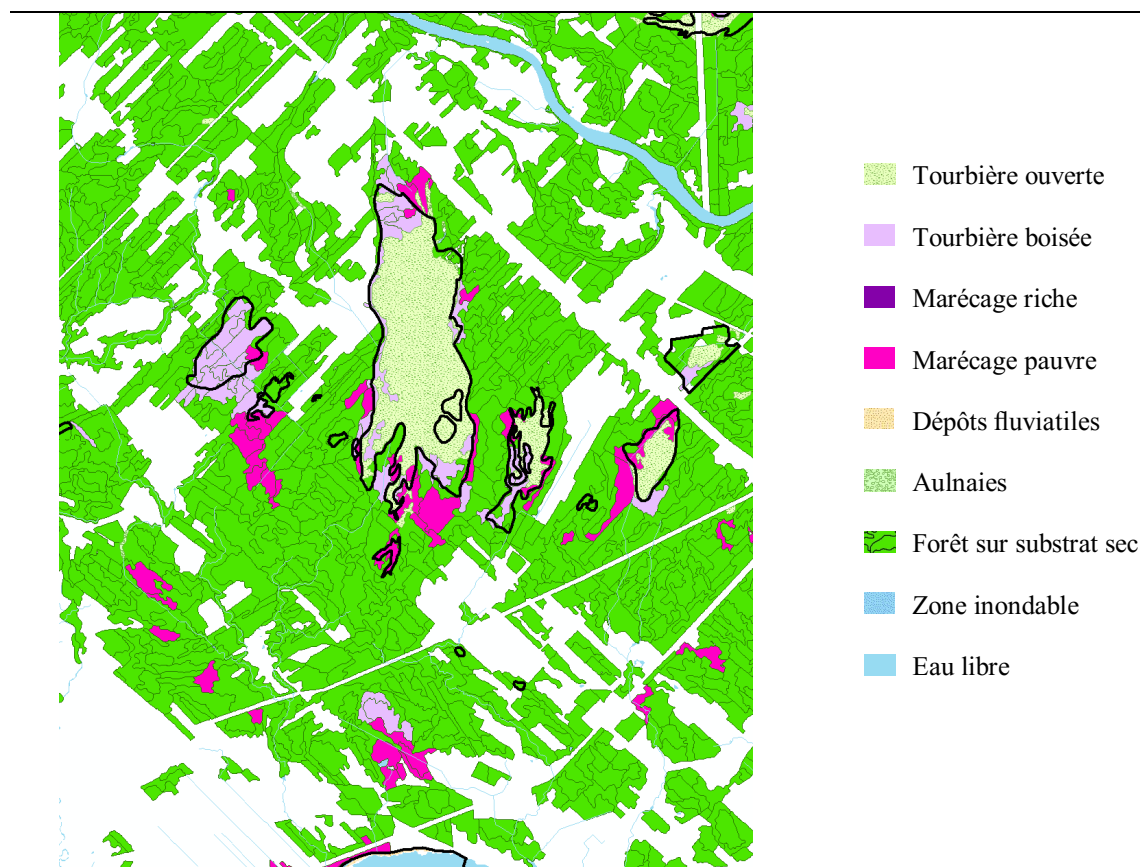 Tourbière ouverte
Tourbière boisée
Marécage riche
Marécage pauvre
Dépôts fluviatiles
Aulnaies
Forêt sur substrat sec
Zone inondable
Eau libre